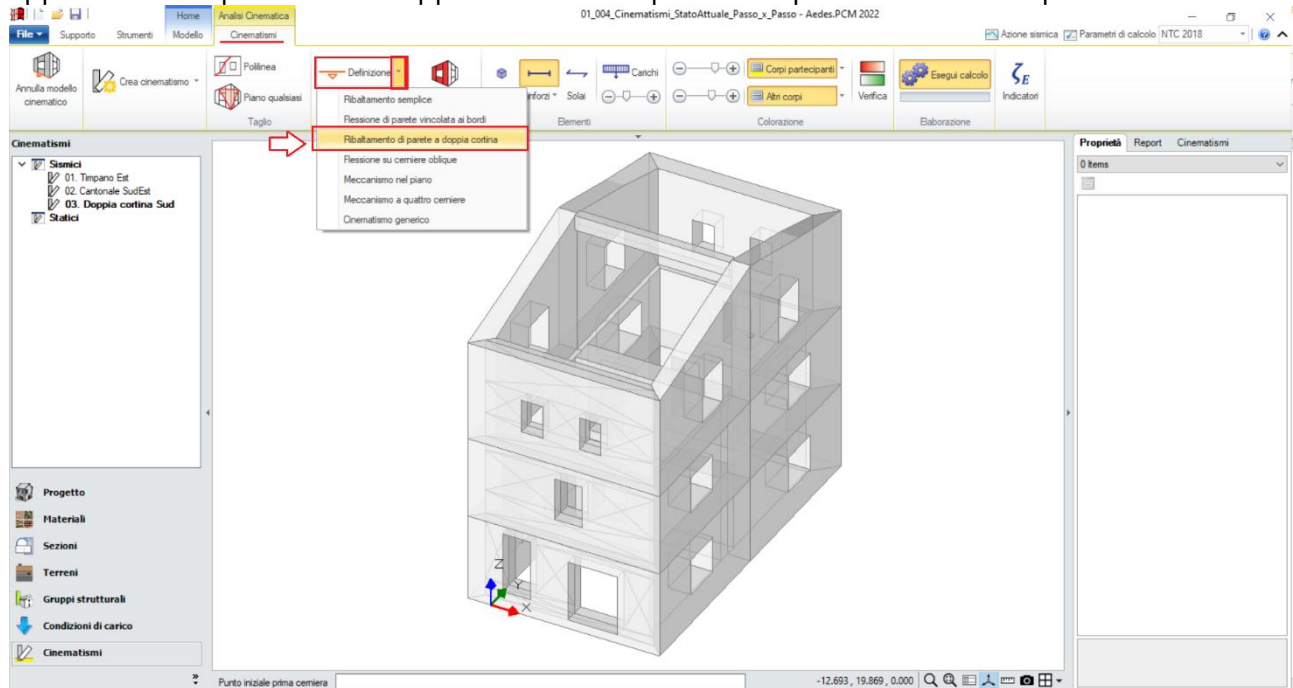 Home
Analisi Cinematica
01_004_Cinematismi_StatoAttuale_Passo_x_Passo - Aedes.PCM 2022
File
Supporto
Strumenti
Modello
Cinematismi
Azione sismica
Parametri di calcolo
NTC 2018
Annulla modello
cinematico
Crea cinematismo
Polilinea
Piano qualsiasi
Taglio
Definizione
Ribaltamento semplice
Flessione di parete vincolata ai bordi
Ribaltamento di parete a doppia cortina
Flessione su cerniere oblique
Meccanismo nel piano
Meccanismo a quattro cerniere
Cinematismo generico
Solai
Carichi
Elementi
Corpi partecipanti
Altri corpi
Verifica
Colorazione
Esegui calcolo
Elaborazione
ζE
Indicatori
Cinematismi
Sismici
01. Timpano Est
02. Cantonale SudEst
03. Doppia cortina Sud
Statici
Progetto
Materiali
Sezioni
Terreni
Gruppi strutturali
Condizioni di carico
Cinematismi
Z
Y
X
Proprietà
Report
Cinematismi
0 Items
Punto iniziale prima cerniera
-12.693 , 19.869 , 0.000